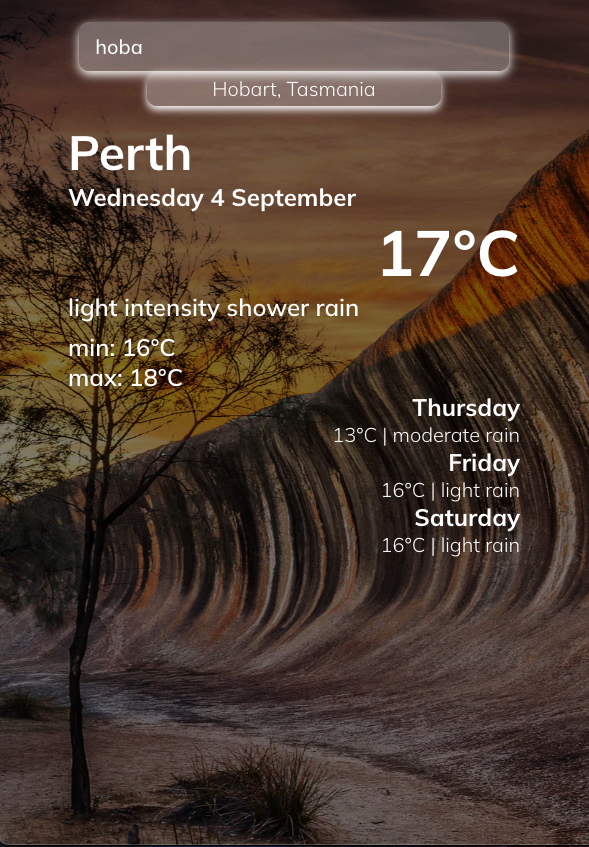 hoba
Hobart, Tasmania
Perth
Wednesday 4 September
17°C
light intensity shower rain
min: 16°C
max: 18°C
Thursday
13°C | moderate rain
Friday
16°C | light rain
Saturday
16°C | light rain